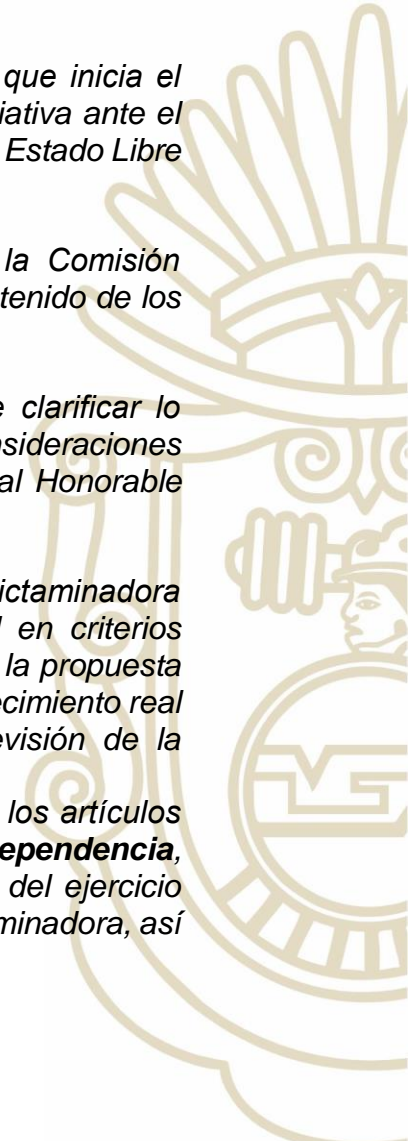 que inicia el
iativa ante el
Estado Libre
la Comisión
tenido de los
clarificar lo
nsideraciones
al Honorable
ictaminadora
en criterios
la propuesta
ecimiento real
evisión de la
los artículos
dependencia,
del ejercicio
minadora, así